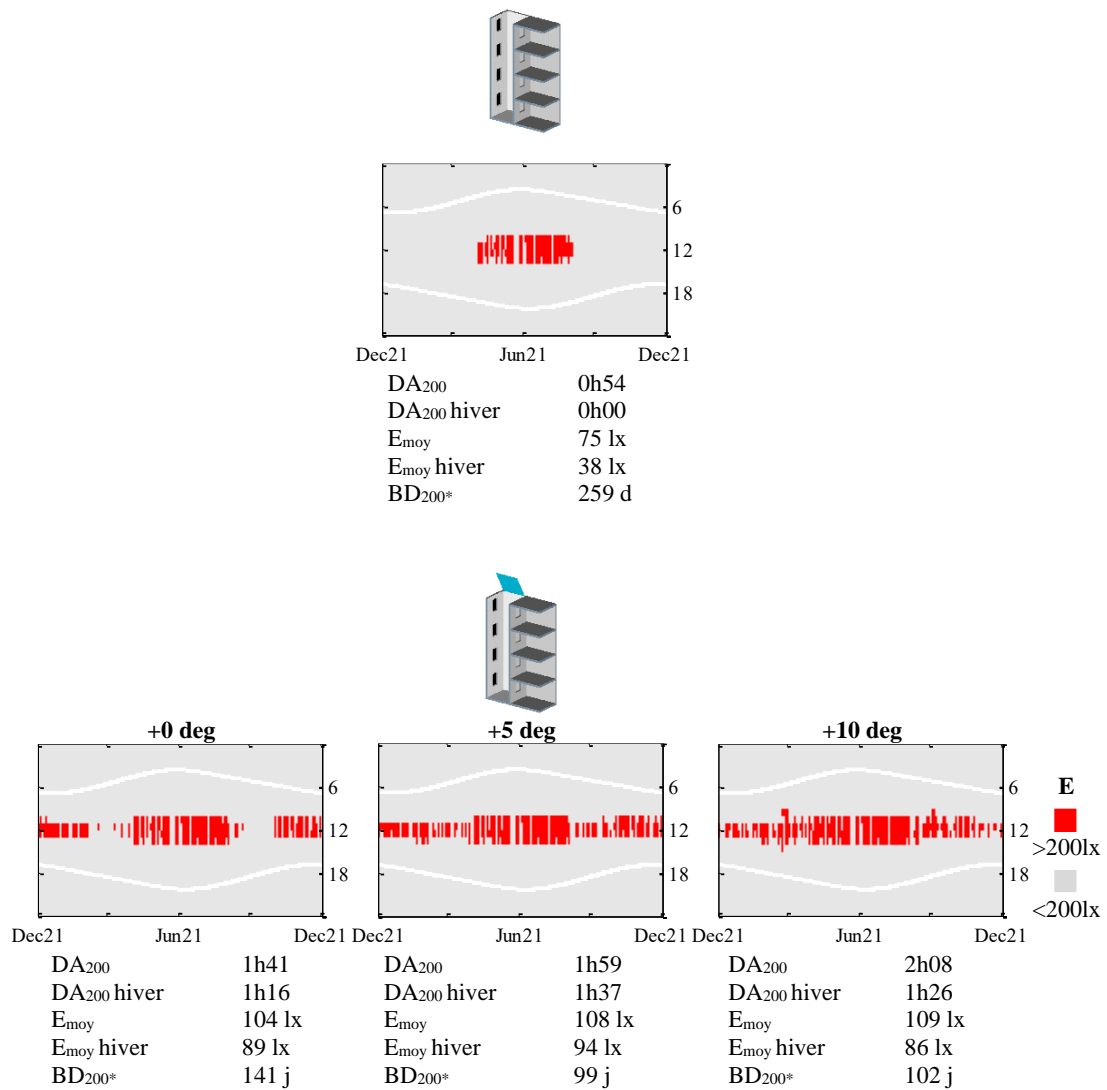 6
12
18
Dec21 Jun21 Dec21
DA200 0h54
DA200 hiver 0h00
Emoy 75 lx
Emoy hiver 38 lx
BD200* 259 d
+0 deg +5 deg +10 deg
6 6 6 E
12 12 12 >200lx
18 18 18 <200lx
Dec21 Jun21 Dec21 Dec21 Jun21 Dec21 Dec21 Jun21 Dec21
DA200 1h41 DA200 1h59 DA200 2h08
DA200 hiver 1h16 DA200 hiver 1h37 DA200 hiver 1h26
Emoy 104 lx Emoy 108 lx Emoy 109 lx
Emoy hiver 89 lx Emoy hiver 94 lx Emoy hiver 86 lx
BD200* 141 j BD200* 99 j BD200* 102 j